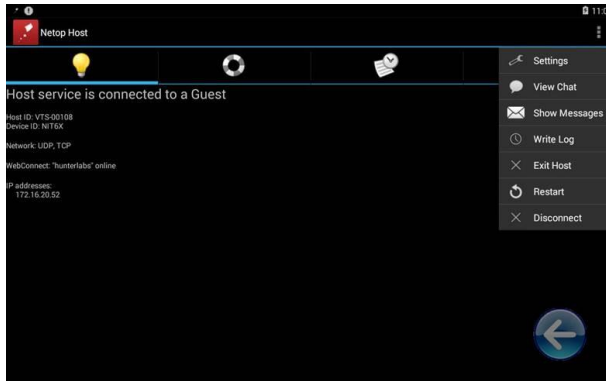 11:0
Netop Host
Host service is connected to a Guest
Host ID: VTS-00108
Device ID: NIT6X
Network: UDP, TCP
WebConnect: "hunterlabs" online
IP addresses:
172.16.20.52
Settings
View Chat
Show Messages
Write Log
Exit Host
Restart
Disconnect